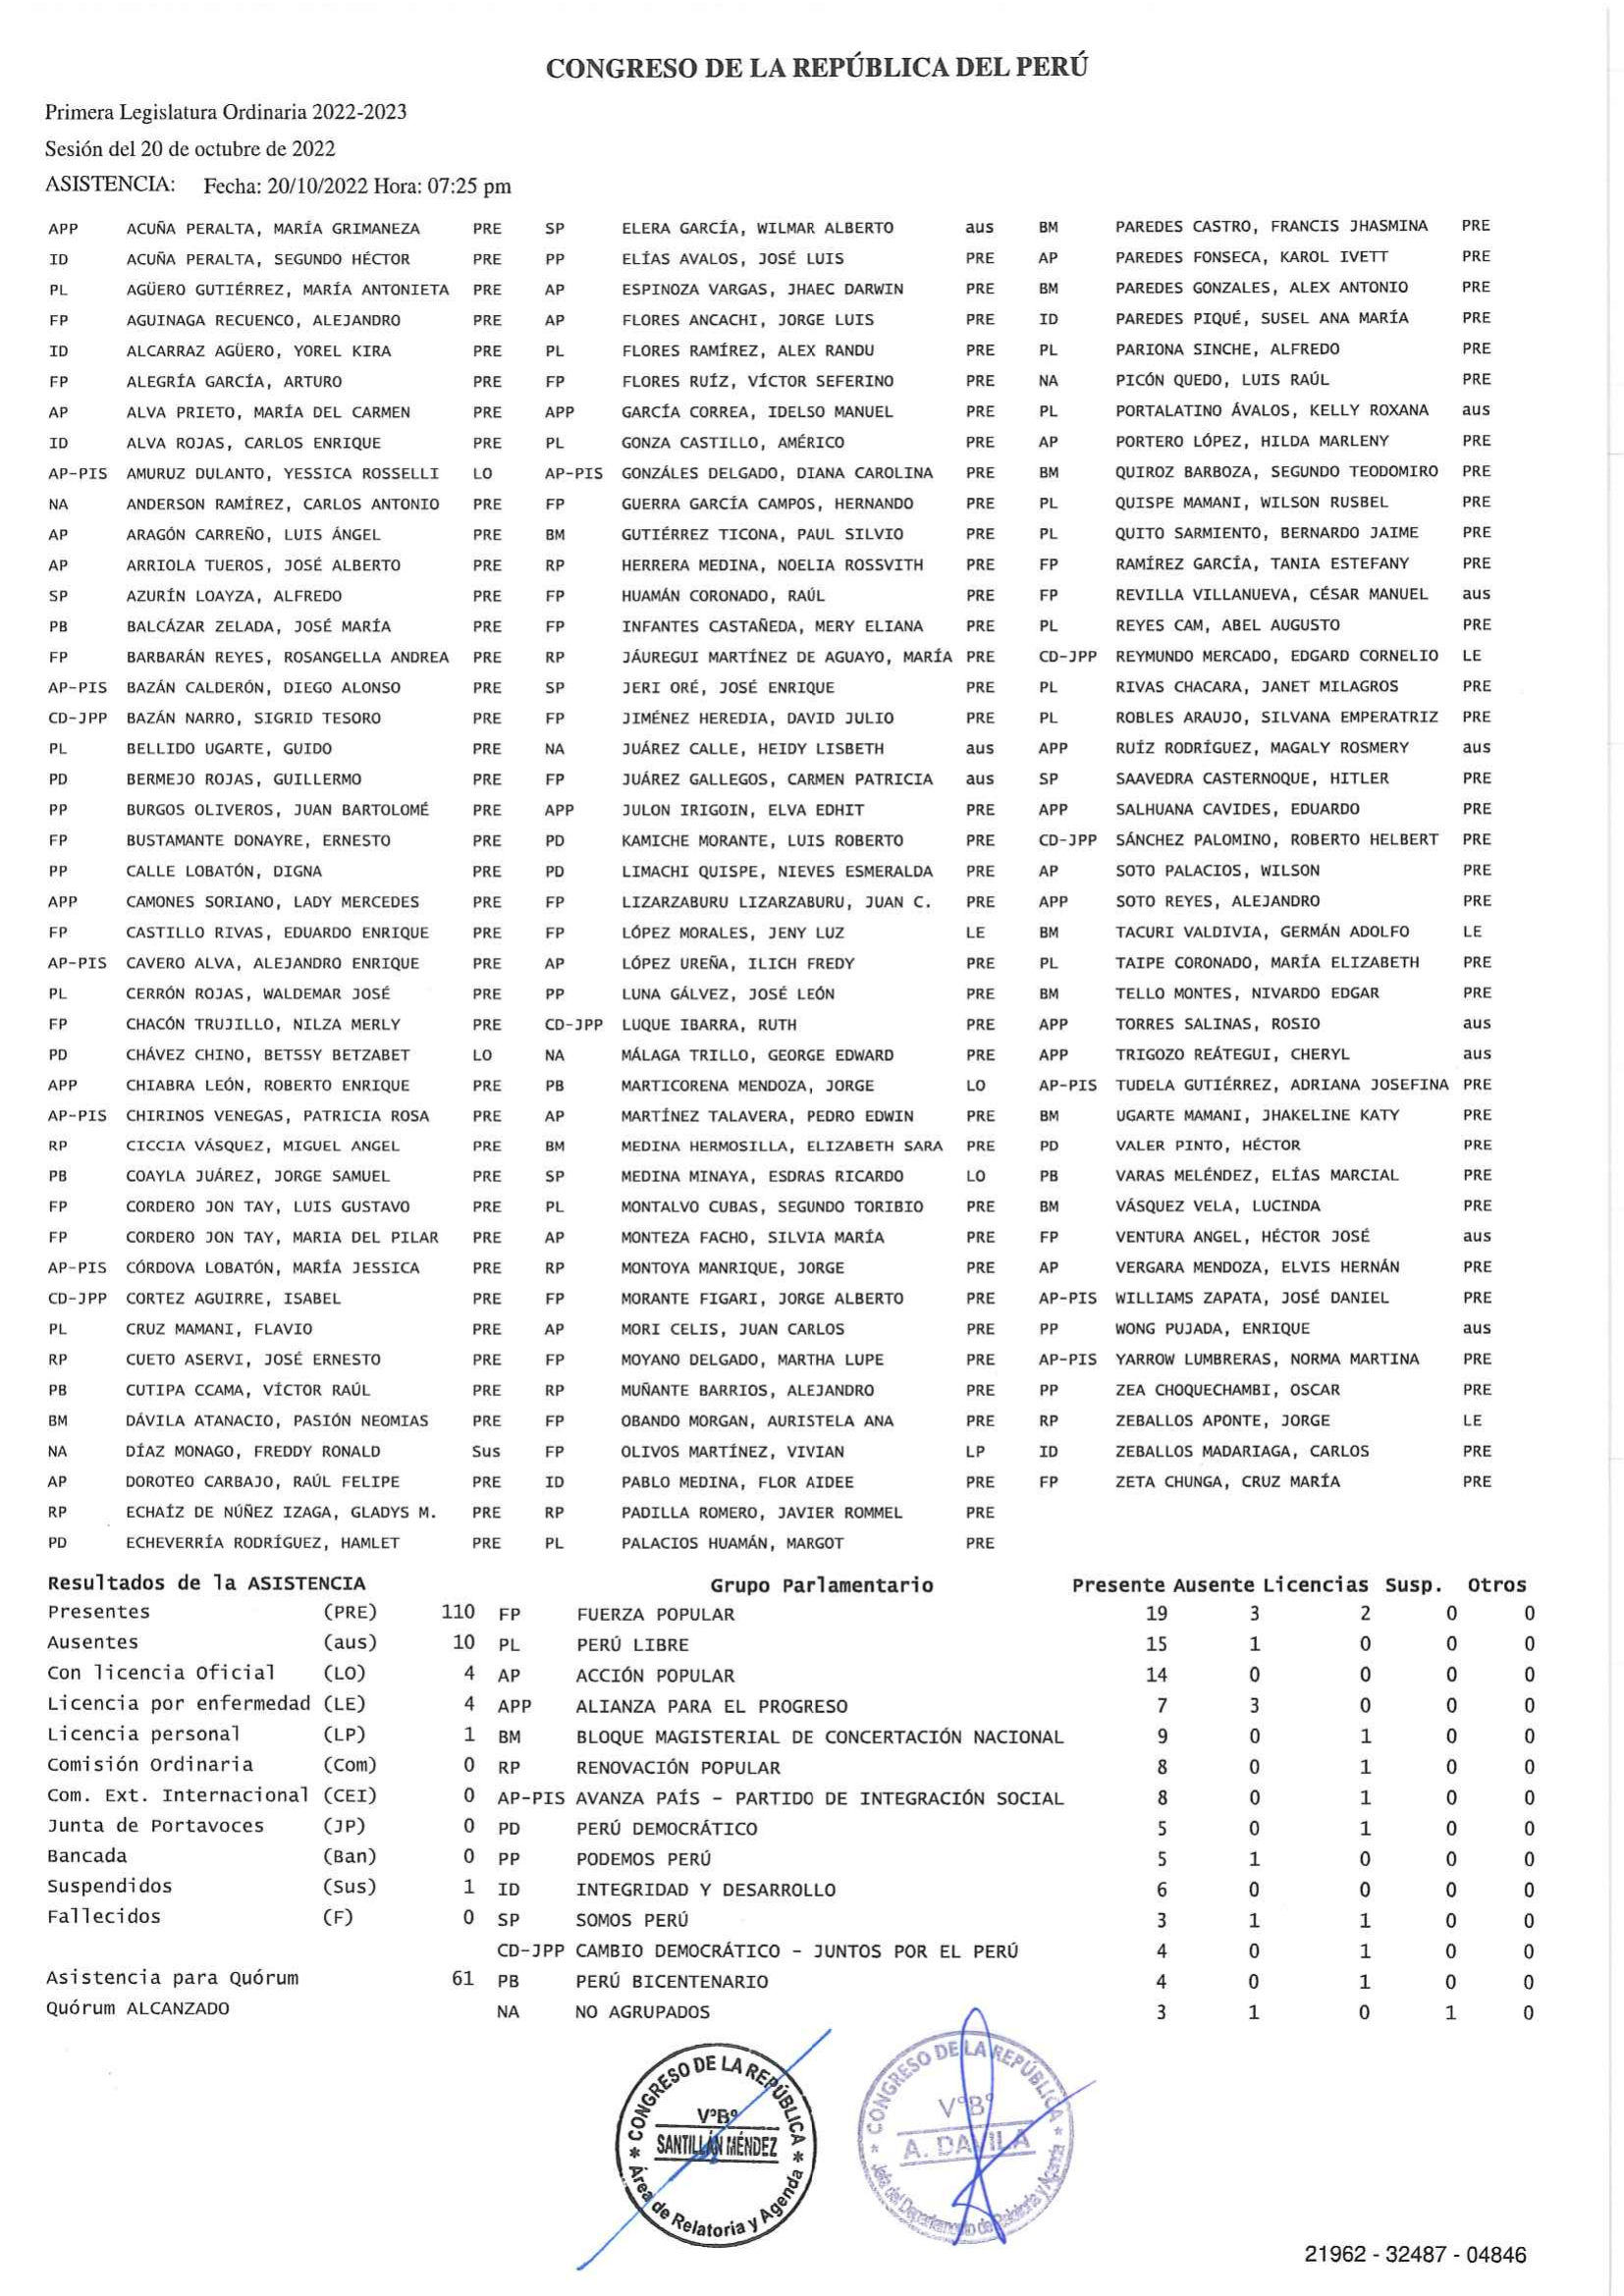 CONGRESO DE LA REPÚBLICA DEL PERÚ
Primera Legislatura Ordinaria 2022-2023
Sesión del 20 de octubre de 2022
ASISTENCIA: Fecha: 20/10/2022 Hora: 07:25 pm
APP ACUÑA PERALTA, MARÍA GRIMANEZA PRE SP ELERA GARCÍA, WILMAR ALBERTO aus BM PAREDES CASTRO, FRANCIS JHASMINA PRE
ID ACUÑA PERALTA, SEGUNDO HÉCTOR PRE PP ELÍAS AVALOS, JOSÉ LUIS PRE AP PAREDES FONSECA, KAROL IVETT PRE
PL AGÜERO GUTIÉRREZ, MARÍA ANTONIETA PRE AP ESPINOZA VARGAS, JHAEC DARWIN PRE BM PAREDES GONZALES, ALEX ANTONIO PRE
FP AGUINAGA RECUENCO, ALEJANDRO PRE AP FLORES ANCACHI, JORGE LUIS PRE ID PAREDES PIQUÉ, SUSEL ANA MARÍA PRE
ID ALCARRAZ AGÜERO, YOREL KIRA PRE PL FLORES RAMÍREZ, ALEX RANDU PRE PL PARIONA SINCHE, ALFREDO PRE
FP ALEGRÍA GARCÍA, ARTURO PRE FP FLORES RUÍZ, VÍCTOR SEFERINO PRE NA PICÓN QUEDO, LUIS RAÚL PRE
AP ALVA PRIETO, MARÍA DEL CARMEN PRE APP GARCÍA CORREA, IDELSO MANUEL PRE PL PORTALATINO ÁVALOS, KELLY ROXANA aus
ID ALVA ROJAS, CARLOS ENRIQUE PRE PL GONZA CASTILLO, AMÉRICO PRE AP PORTERO LÓPEZ, HILDA MARLENY PRE
AP-PIS AMURUZ DULANTO, YESSICA ROSSELLI LO AP-PIS GONZÁLES DELGADO, DIANA CAROLINA PRE BM QUIROZ BARBOZA, SEGUNDO TEODOMIRO PRE
NA ANDERSON RAMÍREZ, CARLOS ANTONIO PRE FP GUERRA GARCÍA CAMPOS, HERNANDO PRE PL QUISPE MAMANI, WILSON RUSBEL PRE
AP ARAGÓN CARREÑO, LUIS ÁNGEL PRE BM GUTIÉRREZ TICONA, PAUL SILVIO PRE PL QUITO SARMIENTO, BERNARDO JAIME PRE
AP ARRIOLA TUEROS, JOSÉ ALBERTO PRE RP HERRERA MEDINA, NOELIA ROSSVITH PRE FP RAMÍREZ GARCÍA, TANIA ESTEFANY PRE
SP AZURÍN LOAYZA, ALFREDO PRE FP HUAMÁN CORONADO, RAÚL PRE FP REVILLA VILLANUEVA, CÉSAR MANUEL aus
PB BALCÁZAR ZELADA, JOSÉ MARÍA PRE FP INFANTES CASTAÑEDA, MERY ELIANA PRE PL REYES CAM, ABEL AUGUSTO PRE
FP BARBARÁN REYES, ROSANGELLA ANDREA PRE RP JÁUREGUI MARTÍNEZ DE AGUAYO, MARÍA PRE CD-JPP REYMUNDO MERCADO, EDGARD CORNELIO LE
AP-PIS BAZÁN CALDERÓN, DIEGO ALONSO PRE SP JERI ORÉ, JOSÉ ENRIQUE PRE PL RIVAS CHACARA, JANET MILAGROS PRE
CD-JPP BAZÁN NARRO, SIGRID TESORO PRE FP JIMÉNEZ HEREDIA, DAVID JULIO PRE PL ROBLES ARAUJO, SILVANA EMPERATRIZ PRE
PL BELLIDO UGARTE, GUIDO PRE NA JUÁREZ CALLE, HEIDY LISBETH aus APP RUÍZ RODRÍGUEZ, MAGALY ROSMERY aus
PD BERMEJO ROJAS, GUILLERMO PRE FP JUÁREZ GALLEGOS, CARMEN PATRICIA aus SP SAAVEDRA CASTERNOQUE, HITLER PRE
PP BURGOS OLIVEROS, JUAN BARTOLOMÉ PRE APP JULON IRIGOIN, ELVA EDHIT PRE APP SALHUANA CAVIDES, EDUARDO PRE
FP BUSTAMANTE DONAYRE, ERNESTO PRE PD KAMICHE MORANTE, LUIS ROBERTO PRE CD-JPP SÁNCHEZ PALOMINO, ROBERTO HELBERT PRE
PP CALLE LOBATÓN, DIGNA PRE PD LIMACHI QUISPE, NIEVES ESMERALDA PRE AP SOTO PALACIOS, WILSON PRE
APP CAMONES SORIANO, LADY MERCEDES PRE FP LIZARZABURU LIZARZABURU, JUAN C. PRE APP SOTO REYES, ALEJANDRO PRE
FP CASTILLO RIVAS, EDUARDO ENRIQUE PRE FP LÓPEZ MORALES, JENY LUZ LE BM TACURI VALDIVIA, GERMÁN ADOLFO LE
AP-PIS CAVERO ALVA, ALEJANDRO ENRIQUE PRE AP LÓPEZ UREÑA, ILICH FREDY PRE PL TAIPE CORONADO, MARÍA ELIZABETH PRE
PL CERRÓN ROJAS, WALDEMAR JOSÉ PRE PP LUNA GÁLVEZ, JOSÉ LEÓN PRE BM TELLO MONTES, NIVARDO EDGAR PRE
FP CHACÓN TRUJILLO, NILZA MERLY PRE CD-JPP LUQUE IBARRA, RUTH PRE APP TORRES SALINAS, ROSIO aus
PD CHÁVEZ CHINO, BETSSY BETZABET LO NA MÁLAGA TRILLO, GEORGE EDWARD PRE APP TRIGOZO REÁTEGUI, CHERYL aus
APP CHIABRA LEÓN, ROBERTO ENRIQUE PRE PB MARTICORENA MENDOZA, JORGE LO AP-PIS TUDELA GUTIÉRREZ, ADRIANA JOSEFINA PRE
AP-PIS CHIRINOS VENEGAS, PATRICIA ROSA PRE AP MARTÍNEZ TALAVERA, PEDRO EDWIN PRE BM UGARTE MAMANI, JHAKELINE KATY PRE
RP CICCIA VÁSQUEZ, MIGUEL ANGEL PRE BM MEDINA HERMOSILLA, ELIZABETH SARA PRE PD VALER PINTO, HÉCTOR PRE
PB COAYLA JUÁREZ, JORGE SAMUEL PRE SP MEDINA MINAYA, ESDRAS RICARDO LO PB VARAS MELÉNDEZ, ELÍAS MARCIAL PRE
FP CORDERO JON TAY, LUIS GUSTAVO PRE PL MONTALVO CUBAS, SEGUNDO TORIBIO PRE BM VÁSQUEZ VELA, LUCINDA PRE
FP CORDERO JON TAY, MARIA DEL PILAR PRE AP MONTEZA FACHO, SILVIA MARÍA PRE FP VENTURA ANGEL, HÉCTOR JOSÉ aus
AP-PIS CÓRDOVA LOBATÓN, MARÍA JESSICA PRE RP MONTOYA MANRIQUE, JORGE PRE AP VERGARA MENDOZA, ELVIS HERNÁN PRE
CD-JPP CORTEZ AGUIRRE, ISABEL PRE FP MORANTE FIGARI, JORGE ALBERTO PRE AP-PIS WILLIAMS ZAPATA, JOSÉ DANIEL PRE
PL CRUZ MAMANI, FLAVIO PRE AP MORI CELIS, JUAN CARLOS PRE PP WONG PUJADA, ENRIQUE aus
RP CUETO ASERVI, JOSÉ ERNESTO PRE FP MOYANO DELGADO, MARTHA LUPE PRE AP-PIS YARROW LUMBRERAS, NORMA MARTINA PRE
PB CUTIPA CCAMA, VÍCTOR RAÚL PRE RP MUÑANTE BARRIOS, ALEJANDRO PRE PP ZEA CHOQUECHAMBI, OSCAR PRE
BM DÁVILA ATANACIO, PASIÓN NEOMIAS PRE FP OBANDO MORGAN, AURISTELA ANA PRE RP ZEBALLOS APONTE, JORGE LE
NA DÍAZ MONAGO, FREDDY RONALD Sus FP OLIVOS MARTÍNEZ, VIVIAN LP ID ZEBALLOS MADARIAGA, CARLOS PRE
AP DOROTEO CARBAJO, RAÚL FELIPE PRE ID PABLO MEDINA, FLOR AIDEE PRE FP ZETA CHUNGA, CRUZ MARÍA PRE
RP ECHAÍZ DE NÚÑEZ IZAGA, GLADYS M. PRE RP PADILLA ROMERO, JAVIER ROMMEL PRE
PD ECHEVERRÍA RODRÍGUEZ, HAMLET PRE PL PALACIOS HUAMÁN, MARGOT PRE
Resultados de la ASISTENCIA Grupo Parlamentario Presente Ausente Licencias Susp. Otros
Presentes (PRE) 110 FP FUERZA POPULAR 19 3 2 0 0
Ausentes (aus) 10 PL PERÚ LIBRE 15 1 0 0 0
Con licencia Oficial (LO) 4 AP ACCIÓN POPULAR 14 0 0 0 0
Licencia por enfermedad (LE) 4 APP ALIANZA PARA EL PROGRESO 7 3 0 0 0
Licencia personal (LP) 1 BM BLOQUE MAGISTERIAL DE CONCERTACIÓN NACIONAL 9 0 1 0 0
Comisión Ordinaria (Com) 0 RP RENOVACIÓN POPULAR 8 0 1 0 0
Com. Ext. Internacional (CEI) 0 AP-PIS AVANZA PAÍS - PARTIDO DE INTEGRACIÓN SOCIAL 8 0 1 0 0
Junta de Portavoces (JP) 0 PD PERÚ DEMOCRÁTICO 5 0 1 0 0
Bancada (Ban) 0 PP PODEMOS PERÚ 5 1 0 0 0
Suspendidos (Sus) 1 ID INTEGRIDAD Y DESARROLLO 6 0 0 0 0
Fallecidos (F) 0 SP SOMOS PERÚ 3 1 1 0 0
CD-JPP CAMBIO DEMOCRÁTICO - JUNTOS POR EL PERÚ 4 0 1 0 0
Asistencia para Quórum 61 PB PERÚ BICENTENARIO 4 0 1 0 0
Quórum ALCANZADO NA NO AGRUPADOS 3 1 0 1 0
CONGRESO DE LA REPÚBLICA
V°B°
SANTILLÁN MÉNDEZ
Área de Relatoria y Agenda
CONGRESO DE LA REPÚBLICA
V°B°
A. DAVILA
Jefe del Departamento de Relatoría y Agenda
21962 - 32487 - 04846